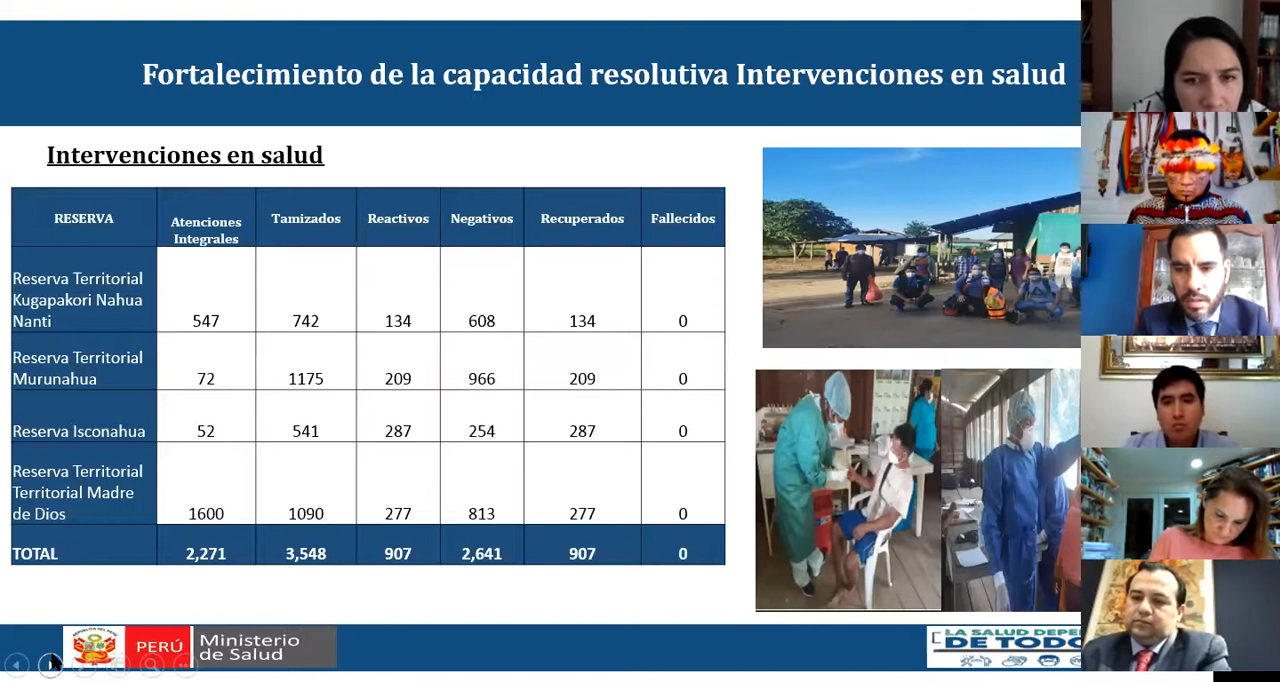 Fortalecimiento de la capacidad resolutiva Intervenciones en salud
Intervenciones en salud
RESERVA Atenciones Integrales Tamizados Reactivos Negativos Recuperados Fallecidos
Reserva Territorial
Kugapakori Nahua
Nanti 547 742 134 608 134 0
Reserva Territorial
Murunahua 72 1175 209 966 209 0
Reserva Isconahua 52 541 287 254 287 0
Reserva Territorial
Territorial Madre
de Dios 1600 1090 277 813 277 0
TOTAL 2,271 3,548 907 2,641 907 0
REPUBLICA DEL PERU
PERÚ
Ministerio
de Salud
LA SALUD DEPE
DE TODO